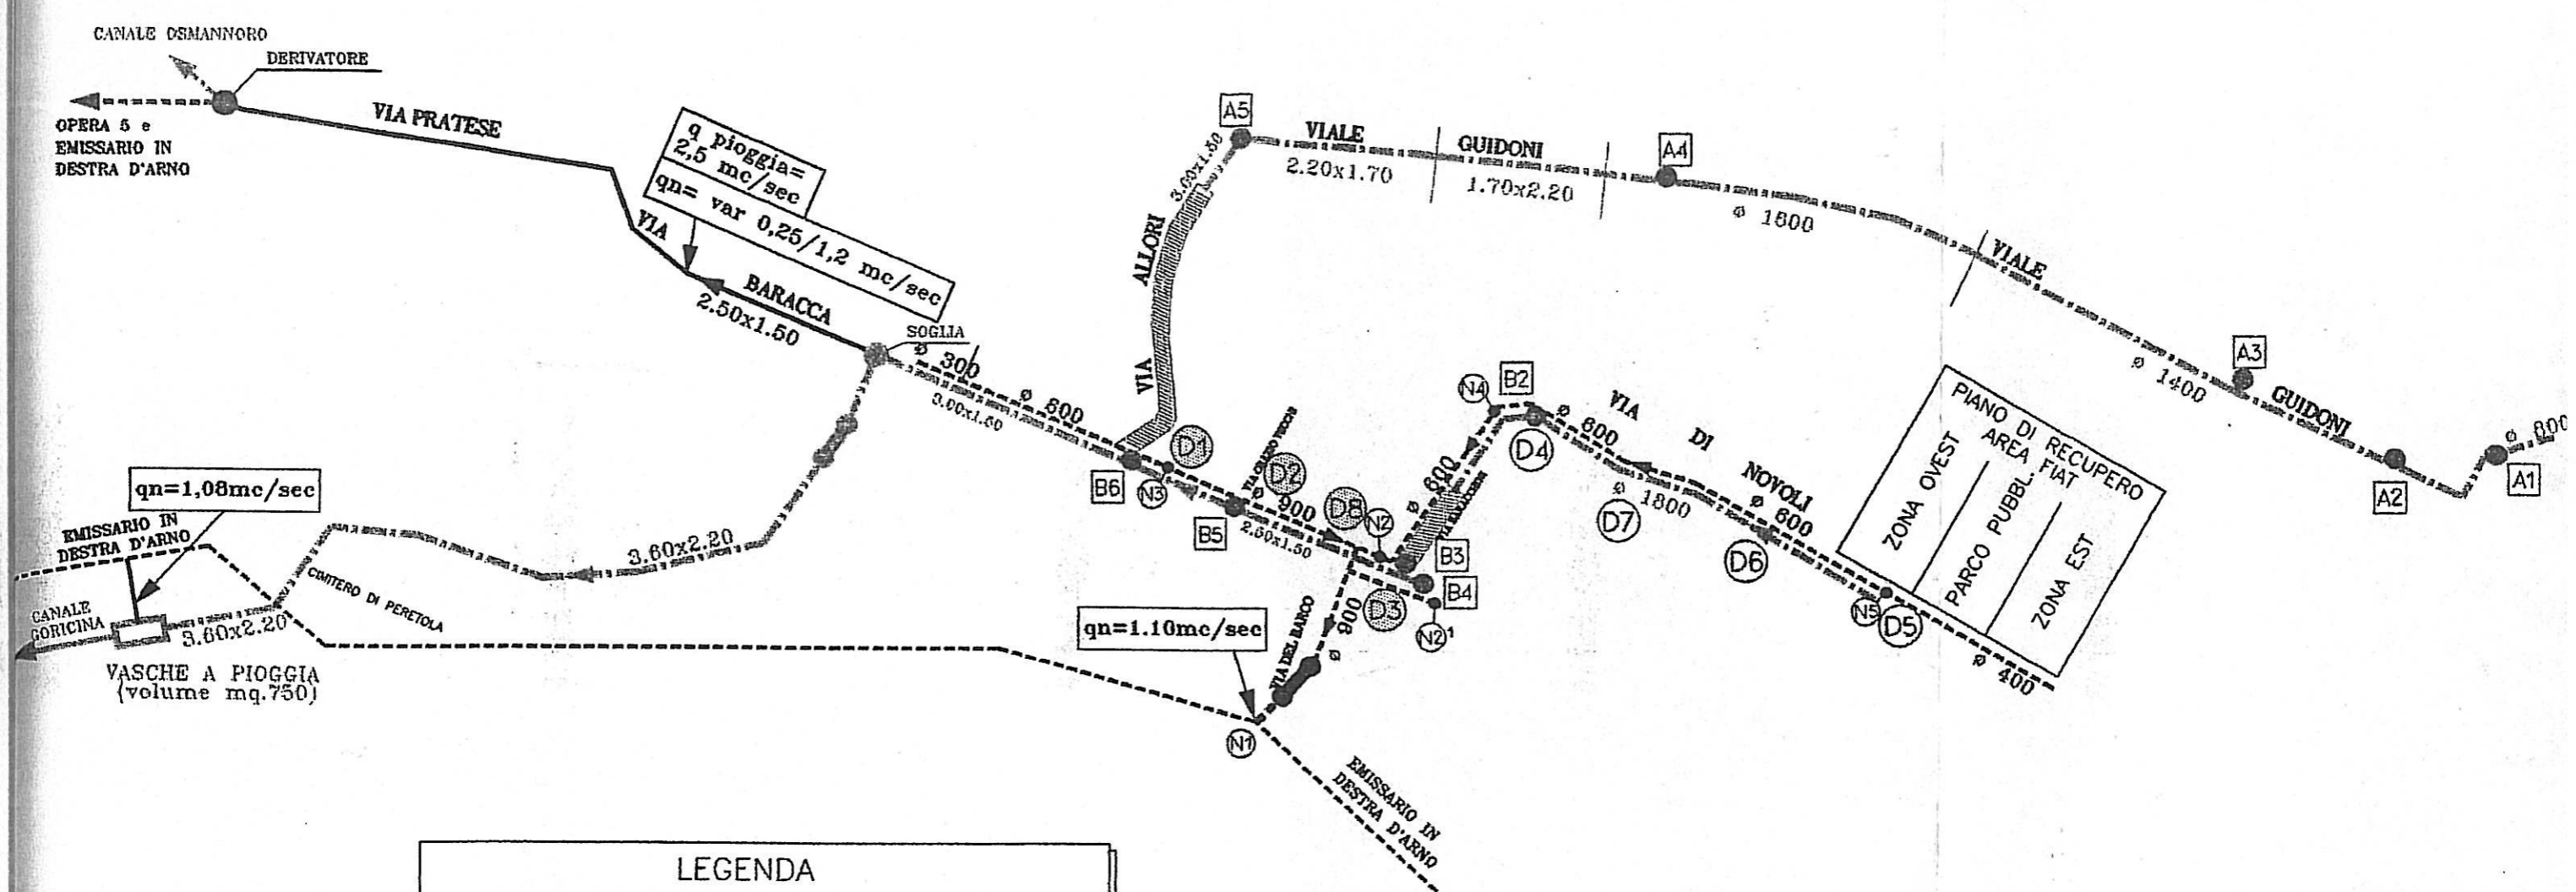 CANALE OSMANNORO
DERIVATORE
OPERA 5 e
EMISSARIO IN
DESTRA D'ARNO
VIA PRATESE
q pioggia=
2,5 mc/sec
qn= var 0,25/1,2 mc/sec
VIA
BARACCA
2.50x1.50
SOGLIA
ø 300
ø 600
3.00x1.50
A5
3.00x1.50
VIALE
2.20x1.70
GUIDONI
1.70x2.20
A4
ø 1600
VIALE
ø 1400
A3
GUIDONI
A2
A1
ø 800
ALLORI
VIA
B6
N3
D1
D2
B5
ø 900
2.50x1.50
D8
N2
B3
B4
D3
N2¹
N4
B2
D4
ø 600
ø 600
VIA
DI
NOVOLI
ø 1800
D7
ø 600
D6
N5
D5
ø 400
PIANO DI RECUPERO
AREA FIAT
ZONA OVEST
PARCO PUBBL.
ZONA EST
qn=1,08mc/sec
EMISSARIO IN
DESTRA D'ARNO
CANALE
GORICINA
3.60x2.20
VASCHE A PIOGGIA
(volume mq.750)
CIMITERO DI PERETOLA
3.60x2.20
qn=1.10mc/sec
VIA DEL BARCO
ø 900
N1
EMISSARIO IN
DESTRA D'ARNO
LEGENDA